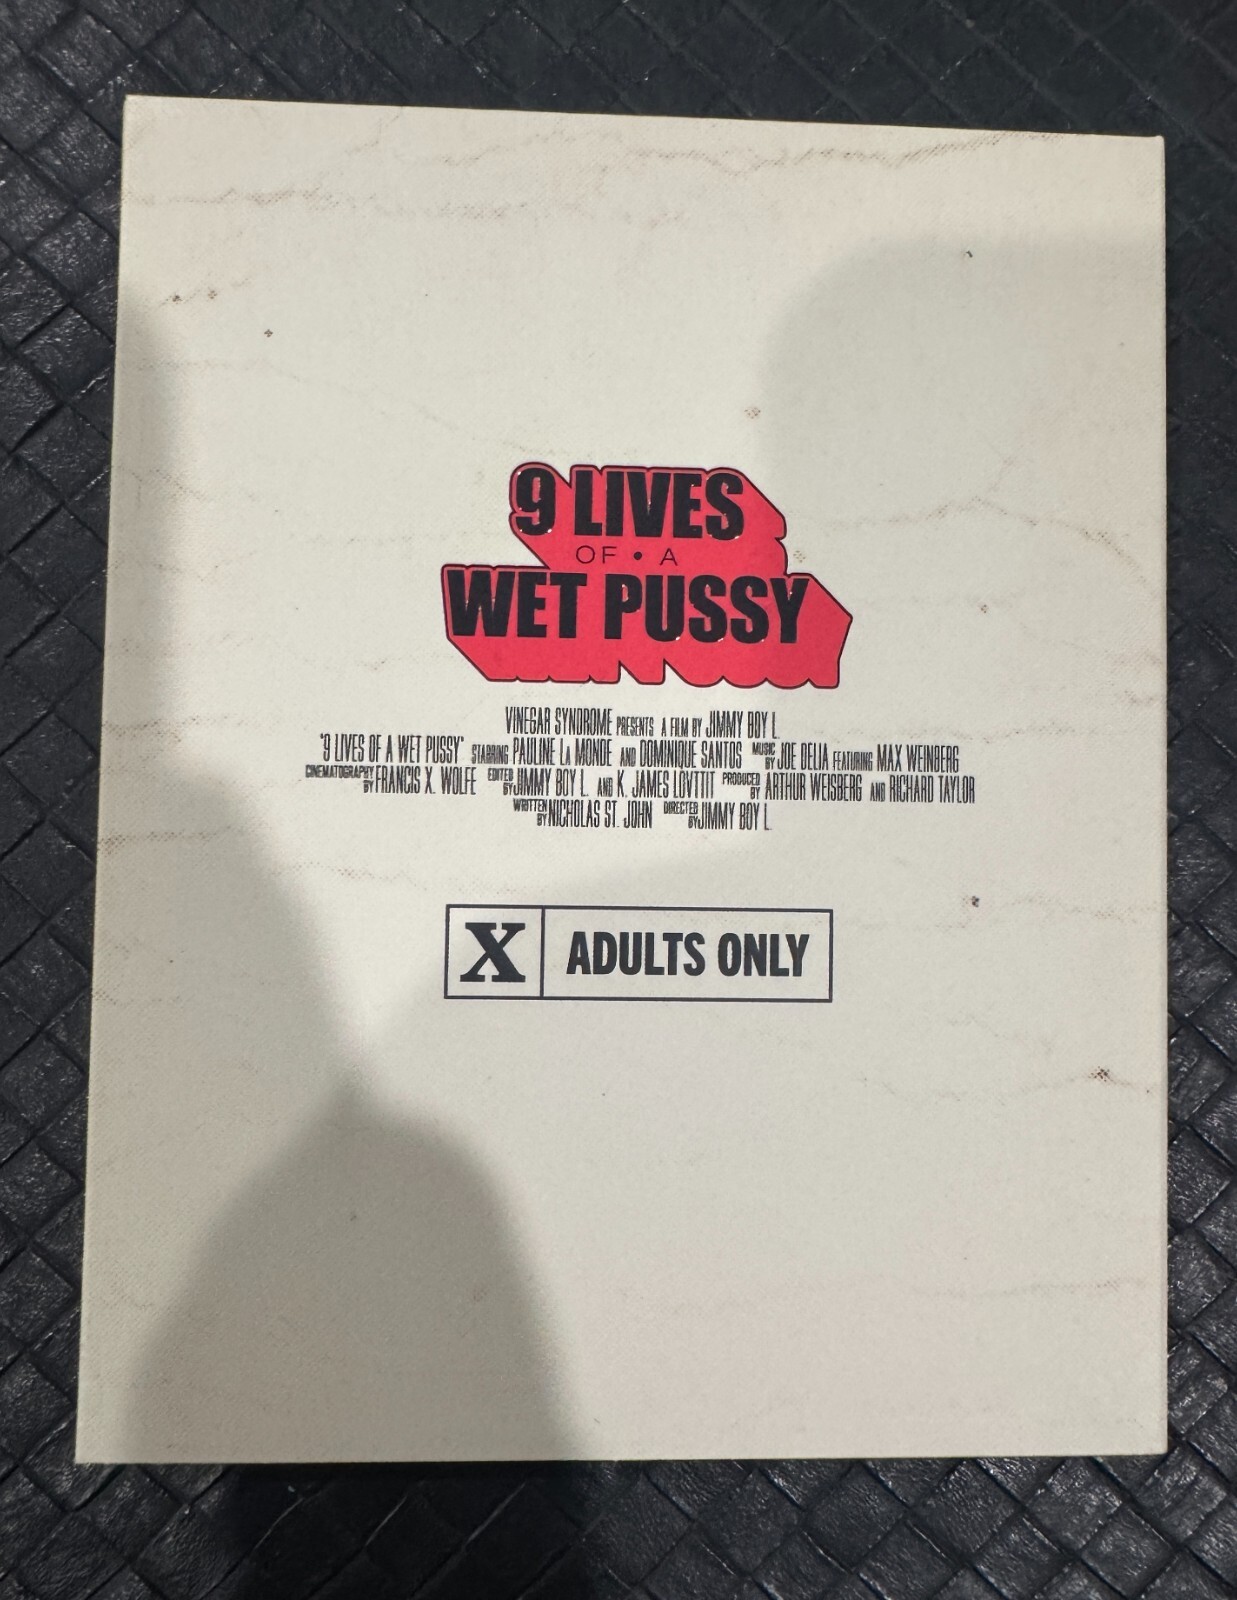 9 LIVES
OF • A
WET PUSSY
VINEGAR SYNDROME PRESENTS A FILM BY JIMMY BOY L.
"9 LIVES OF A WET PUSSY" STARRING PAULINE LA MONDE AND DOMINIQUE SANTOS MUSIC BY JOE DELIA FEATURING MAX WEINBERG
CINEMATOGRAPHY BY FRANCIS X. WOLFE EDITED BY JIMMY BOY L. AND K. JAMES LOVTTIT PRODUCED BY ARTHUR WEISBERG AND RICHARD TAYLOR
WRITTEN BY NICHOLAS ST. JOHN DIRECTED BY JIMMY BOY L.
X ADULTS ONLY